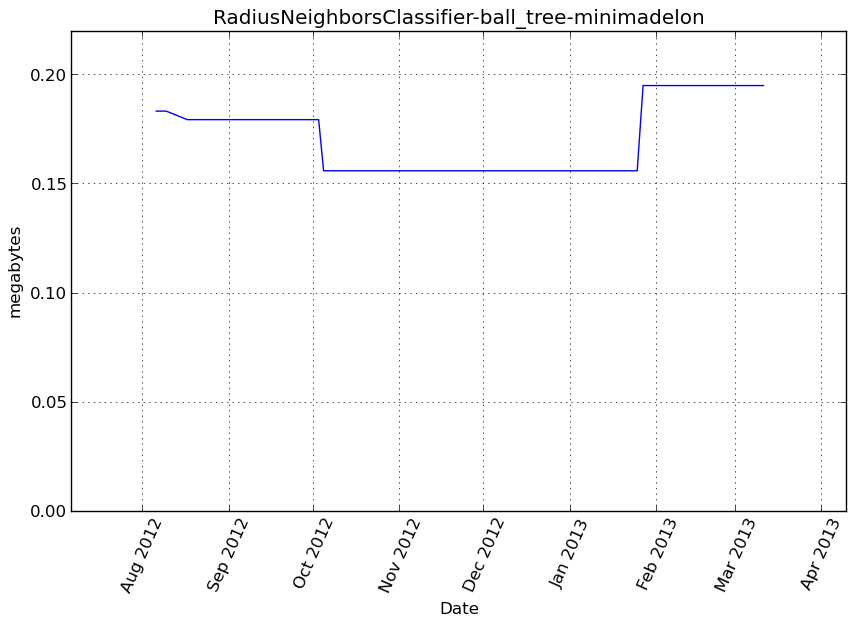 RadiusNeighborsClassifier-ball_tree-minimadelon
0.20
0.15
0.10
0.05
0.00
megabytes
Aug 2012
Sep 2012
Oct 2012
Nov 2012
Dec 2012
Jan 2013
Feb 2013
Mar 2013
Apr 2013
Date